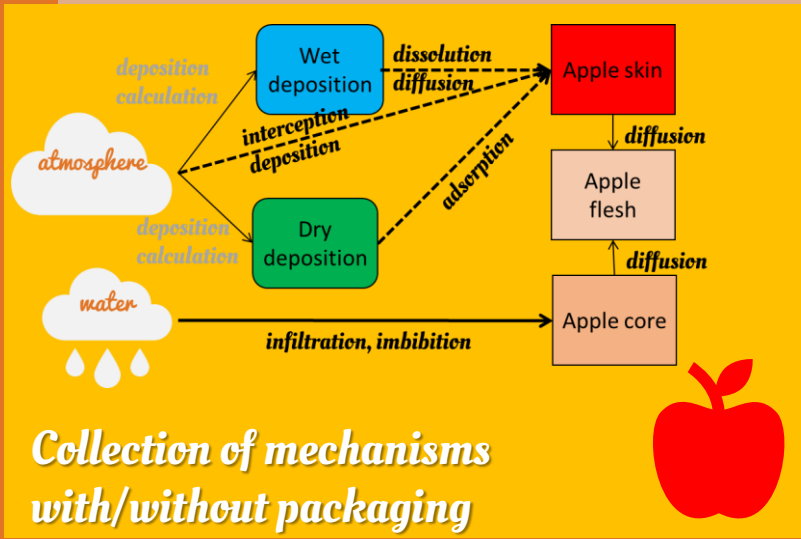 deposition
calculation
Wet
deposition
dissolution
diffusion
Apple skin
interception
deposition
atmosphere
adsorption
diffusion
Apple
flesh
deposition
calculation
Dry
deposition
diffusion
water
infiltration, imbibition
Apple core
Collection of mechanisms
with/without packaging